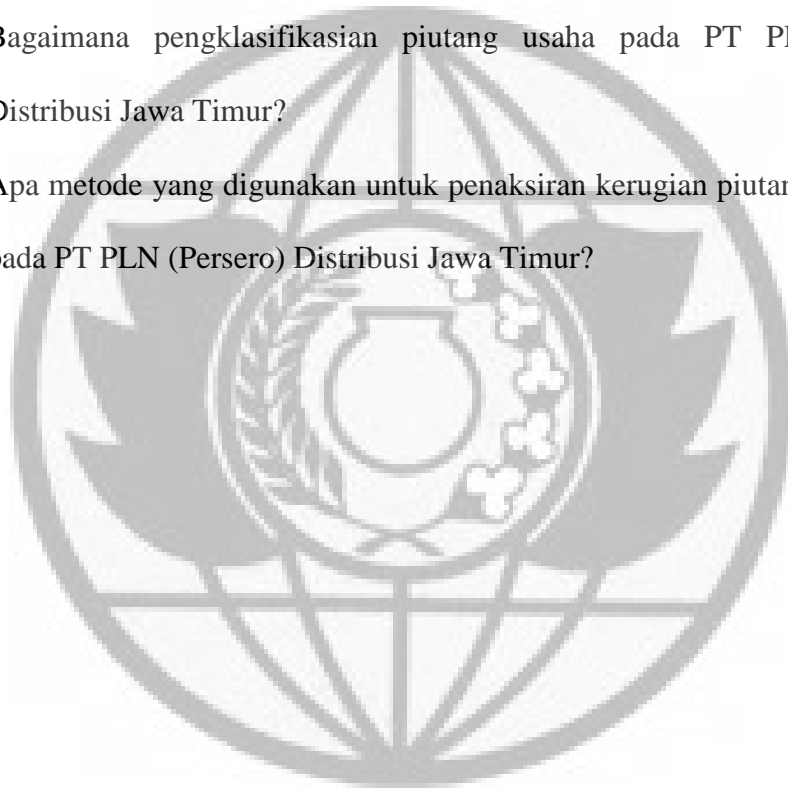 Bagaimana pengklasifikasian piutang usaha pada PT
Distribusi Jawa Timur?
Apa metode yang digunakan untuk penaksiran kerugian
pada PT PLN (Persero) Distribusi Jawa Timur?